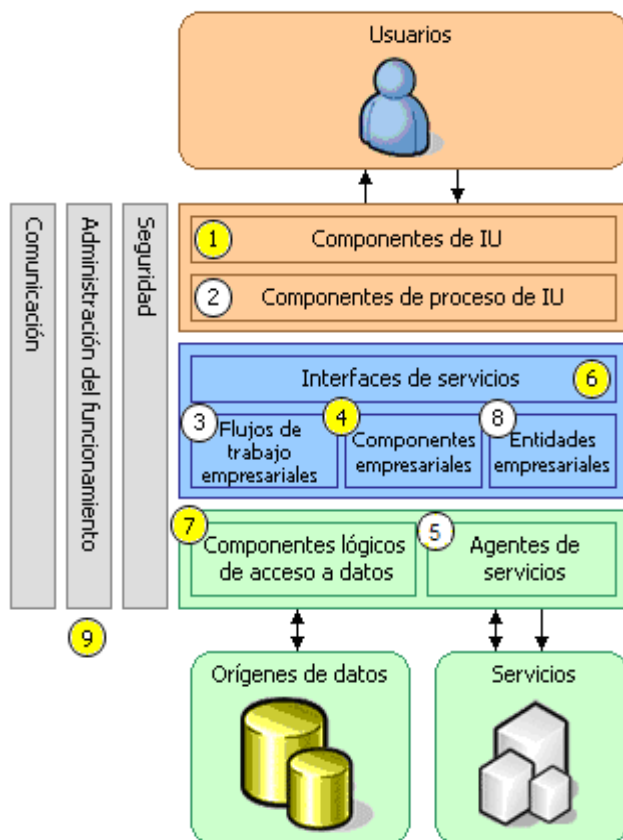 Usuarios
Comunicación
Administración del funcionamiento
Seguridad
1
Componentes de IU
2
Componentes de proceso de IU
Interfaces de servicios
6
3
Flujos de
trabajo
empresariales
4
Componentes
empresariales
8
Entidades
empresariales
7
Componentes lógicos
de acceso a datos
5
Agentes de
servicios
9
Orígenes de datos
Servicios